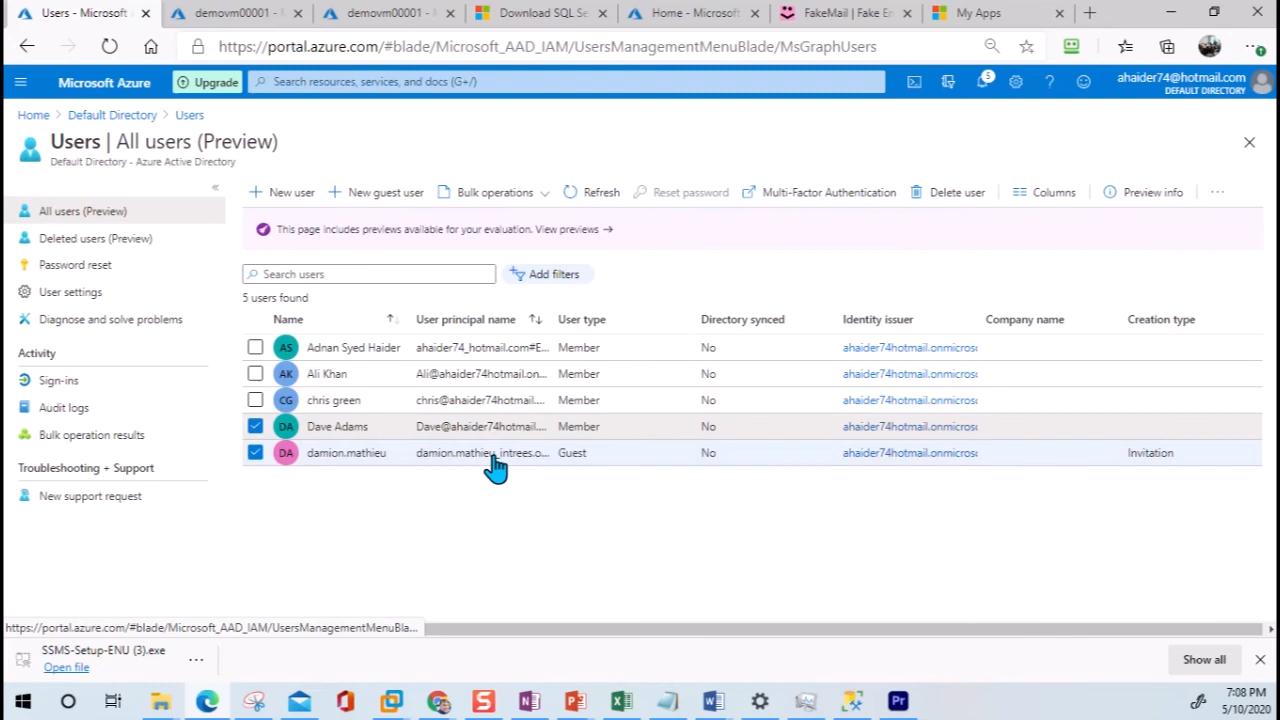 Users - Microsoft
demovm00001 -
demovm00001 -
Download SQL Se
Home - Microsoft
FakeMail | Fake E
My Apps
https://portal.azure.com/#blade/Microsoft_AAD_IAM/UsersManagementMenuBlade/MsGraphUsers
Microsoft Azure
Upgrade
Search resources, services, and docs (G+/)
5
ahaider74@hotmail.com
DEFAULT DIRECTORY
Home > Default Directory > Users
Users | All users (Preview)
Default Directory - Azure Active Directory
«
All users (Preview)
Deleted users (Preview)
Password reset
User settings
Diagnose and solve problems
Activity
Sign-ins
Audit logs
Bulk operation results
Troubleshooting + Support
New support request
New user
New guest user
Bulk operations
Refresh
Reset password
Multi-Factor Authentication
Delete user
Columns
Preview info
...
This page includes previews available for your evaluation. View previews →
Search users
Add filters
5 users found
Name User principal name User type Directory synced Identity issuer Company name Creation type
AS Adnan Syed Haider ahaider74_hotmail.com#E... Member No ahaider74hotmail.onmicrosc
AK Ali Khan Ali@ahaider74hotmail.on... Member No ahaider74hotmail.onmicrosc
CG chris green chris@ahaider74hotmail.... Member No ahaider74hotmail.onmicrosc
DA Dave Adams Dave@ahaider74hotmail.... Member No ahaider74hotmail.onmicrosc
DA damion.mathieu damion.mathieu_intrees.o... Guest No ahaider74hotmail.onmicrosc Invitation
https://portal.azure.com/#blade/Microsoft_AAD_IAM/UsersManagementMenuBla...
SSMS-Setup-ENU (3).exe
Open file
...
Show all
7:08 PM
5/10/2020